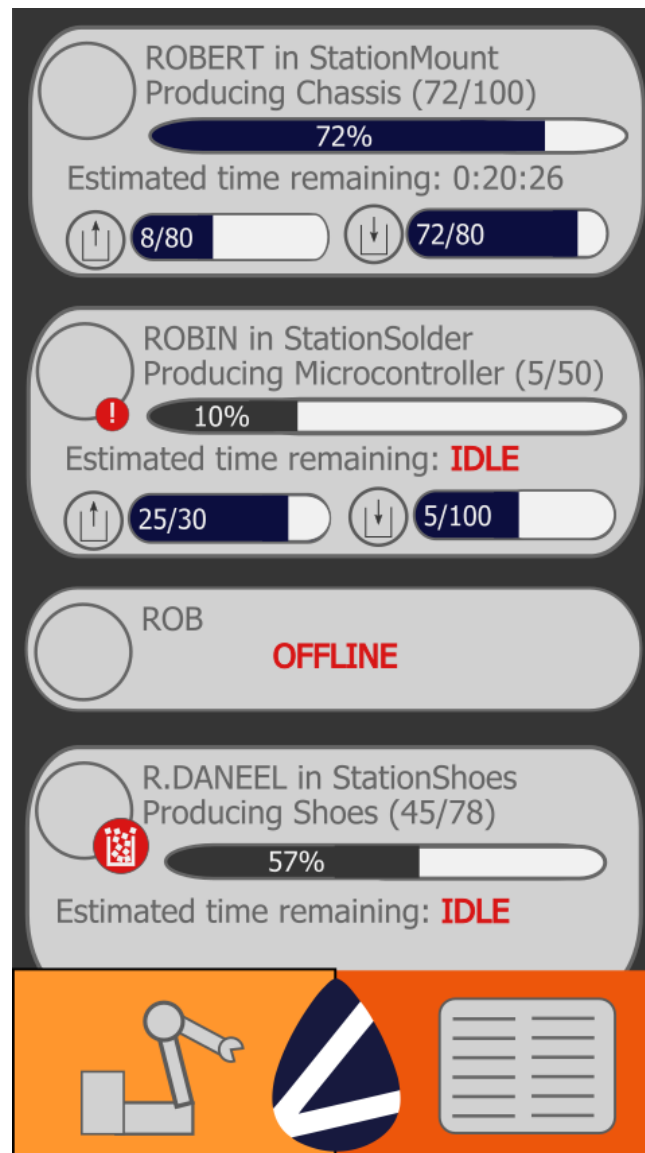 ROBERT in StationMount
Producing Chassis (72/100)
72%
Estimated time remaining: 0:20:26
8/80
72/80
ROBIN in StationSolder
Producing Microcontroller (5/50)
!
10%
Estimated time remaining: IDLE
25/30
5/100
ROB
OFFLINE
R.DANEEL in StationShoes
Producing Shoes (45/78)
57%
Estimated time remaining: IDLE